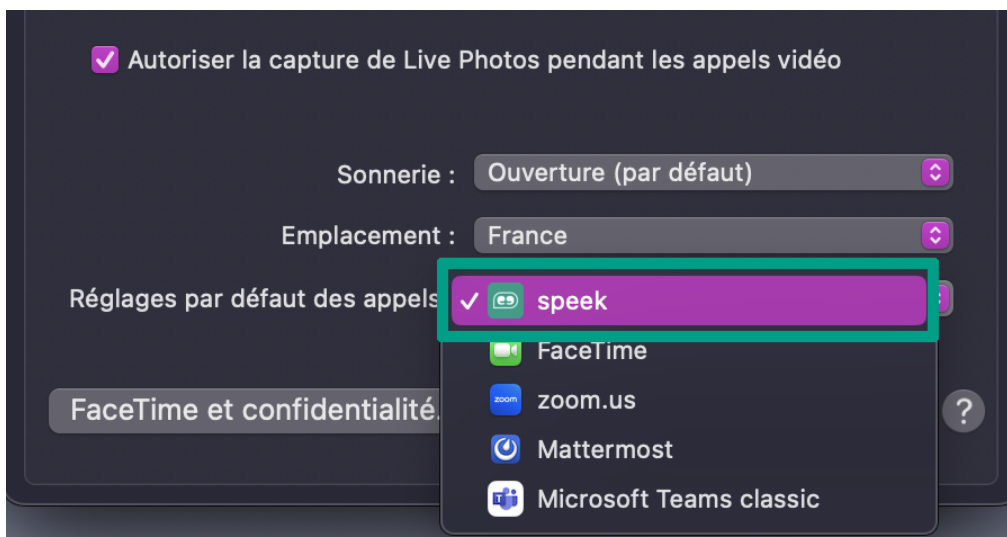 Autoriser la capture de Live Photos pendant les appels vidéo
Sonnerie : Ouverture (par défaut)
Emplacement : France
Réglages par défaut des appels speek
FaceTime
zoom zoom.us
Mattermost
Microsoft Teams classic
FaceTime et confidentialité.
?